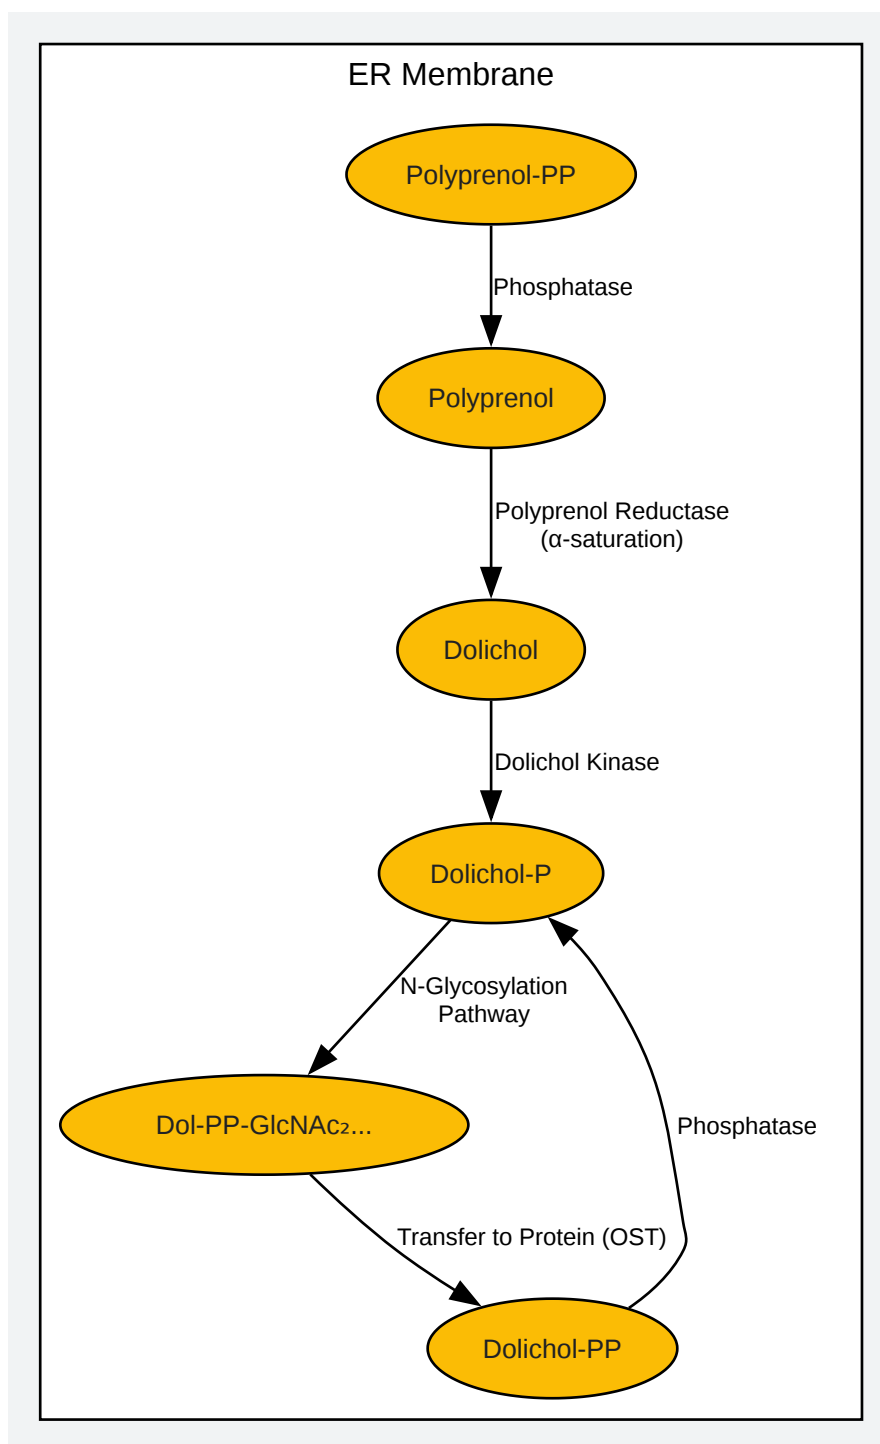 ER Membrane
Polyprenol-PP
Phosphatase
Polyprenol
Polyprenol Reductase
(α-saturation)
Dolichol
Dolichol Kinase
Dolichol-P
N-Glycosylation
Pathway
Dol-PP-GlcNAc₂...
Phosphatase
Transfer to Protein (OST)
Dolichol-PP